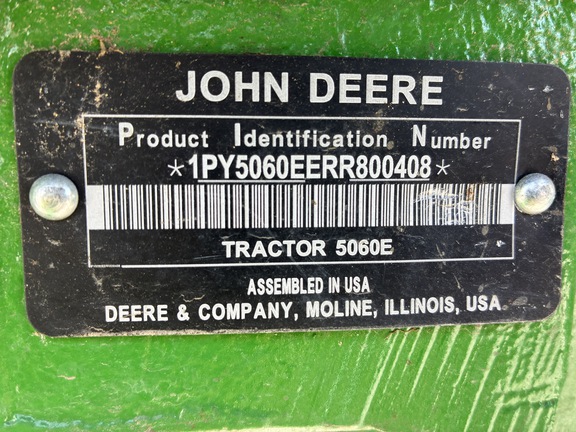 JOHN DEERE
Product Identification Number
*1PY5060EERR800408*
TRACTOR 5060E
ASSEMBLED IN USA
DEERE & COMPANY, MOLINE, ILLINOIS, USA